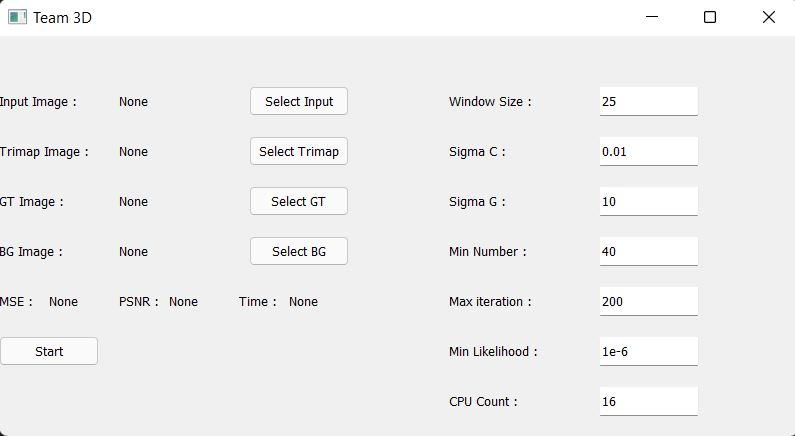 Team 3D
Input Image : None Select Input Window Size : 25
Trimap Image : None Select Trimap Sigma C : 0.01
GT Image : None Select GT Sigma G : 10
BG Image : None Select BG Min Number : 40
MSE : None PSNR : None Time : None Max iteration : 200
Start Min Likelihood : 1e-6
CPU Count : 16